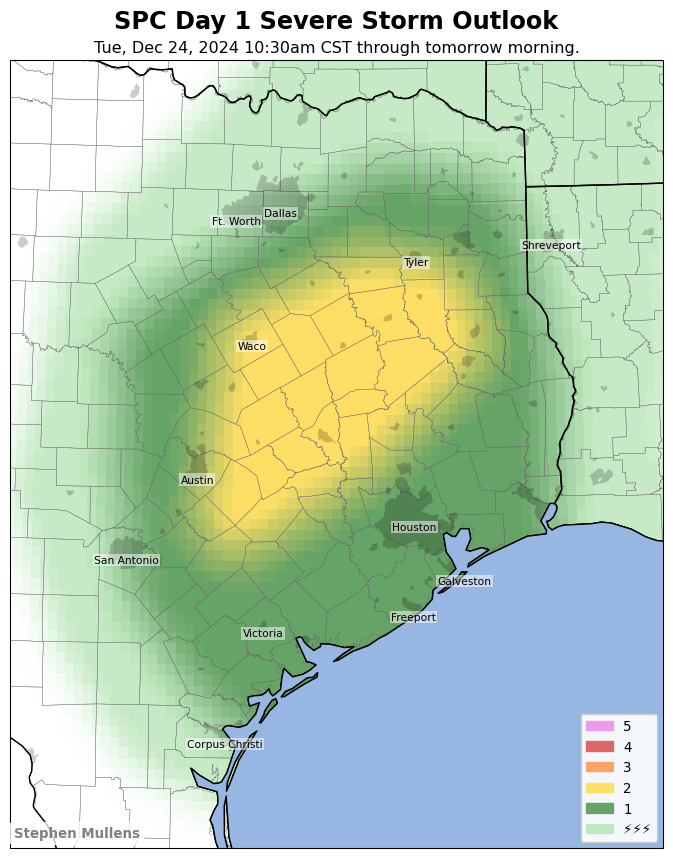 SPC Day 1 Severe Storm Outlook
Tue, Dec 24, 2024 10:30am CST through tomorrow morning.
Dallas
Ft. Worth
Shreveport
Tyler
Waco
Austin
Houston
San Antonio
Galveston
Freeport
Victoria
Corpus Christi
5
4
3
2
1
⚡⚡⚡
Stephen Mullens